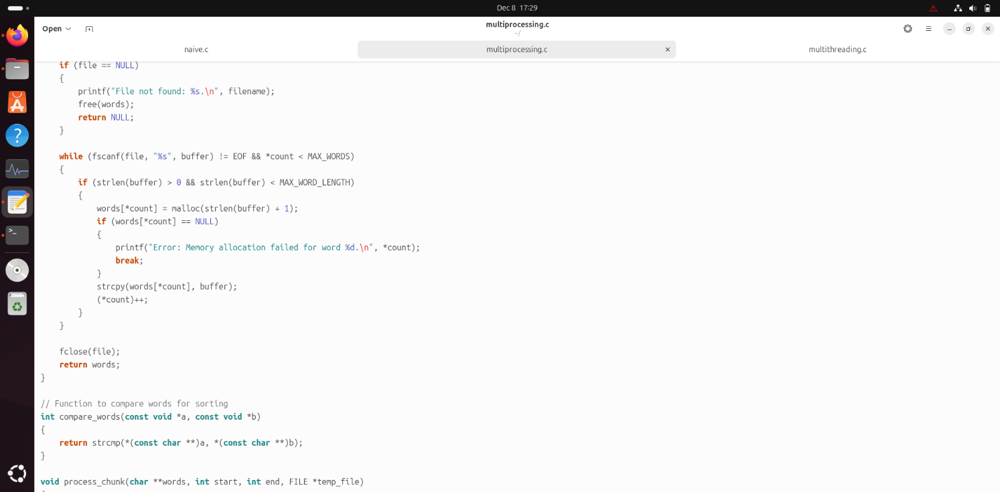 Dec 8 17:29
Open
multiprocessing.c
~/
naive.c
multiprocessing.c
multithreading.c
    if (file == NULL)
    {
        printf("File not found: %s.\n", filename);
        free(words);
        return NULL;
    }

    while (fscanf(file, "%s", buffer) != EOF && *count < MAX_WORDS)
    {
        if (strlen(buffer) > 0 && strlen(buffer) < MAX_WORD_LENGTH)
        {
            words[*count] = malloc(strlen(buffer) + 1);
            if (words[*count] == NULL)
            {
                printf("Error: Memory allocation failed for word %d.\n", *count);
                break;
            }
            strcpy(words[*count], buffer);
            (*count)++;
        }
    }

    fclose(file);
    return words;
}

// Function to compare words for sorting
int compare_words(const void *a, const void *b)
{
    return strcmp(*(const char **)a, *(const char **)b);
}

void process_chunk(char **words, int start, int end, FILE *temp_file)